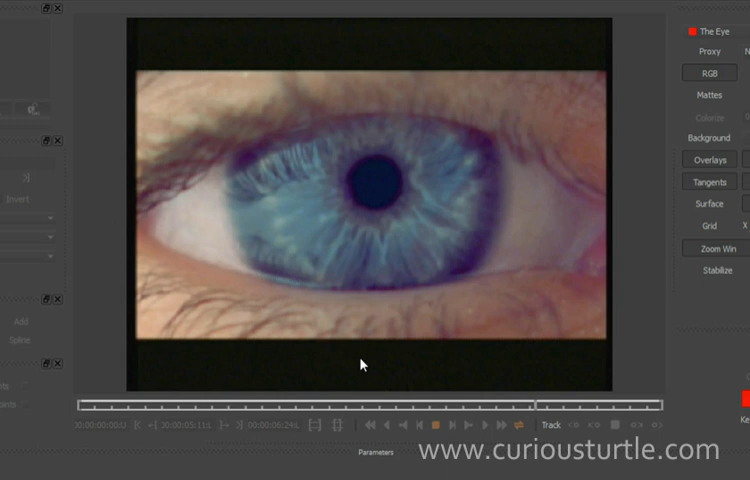 The Eye
Proxy
N
RGB
Mattes
Colorize
Background
Overlays
Invert
Tangents
Surface
Grid
X
Zoom Win
Stabilize
Add
Spline
Track
Ke
Parameters
www.curiousturtle.com